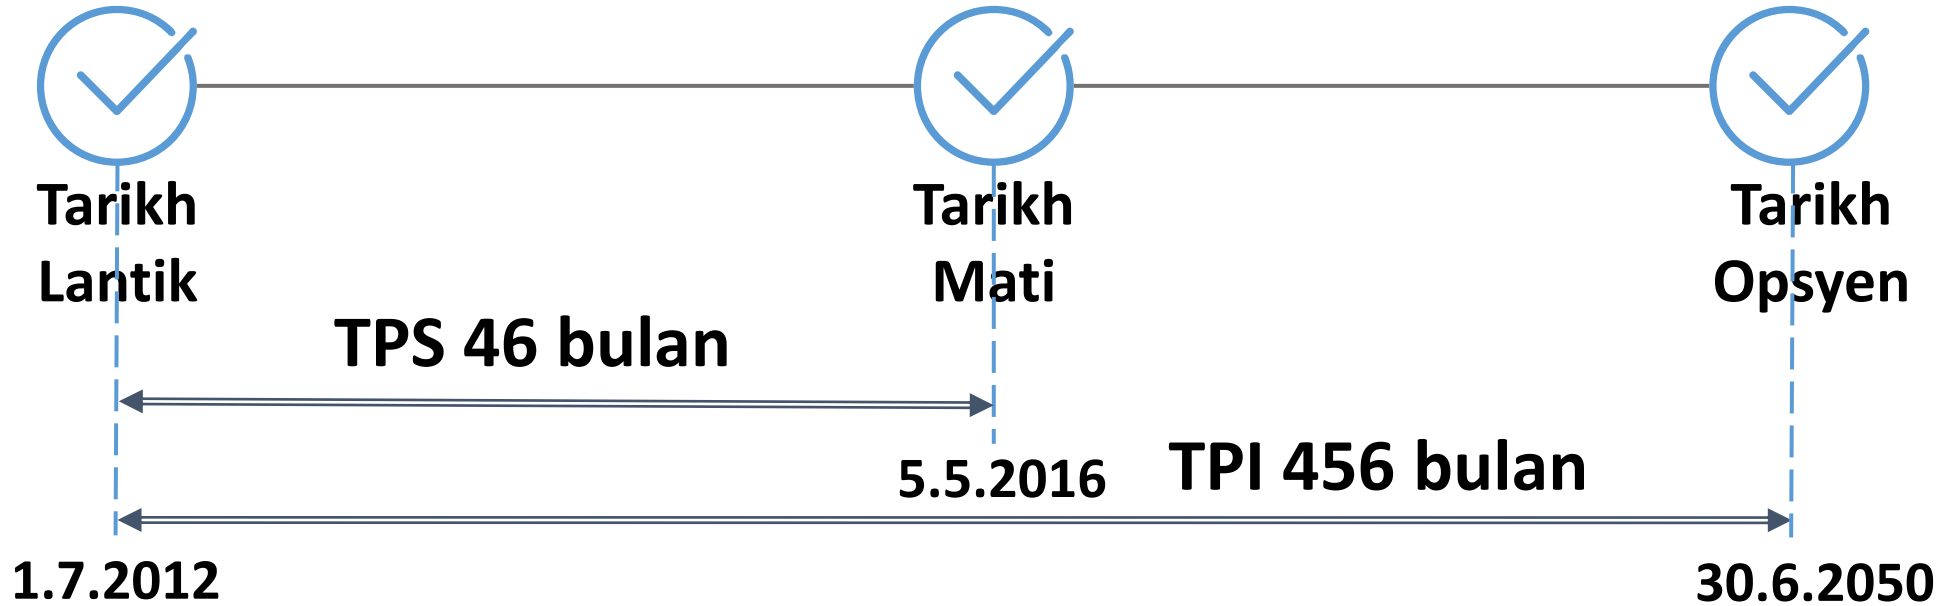 Tarikh
Lantik
Tarikh
Mati
Tarikh
Opsyen
TPS 46 bulan
5.5.2016
TPI 456 bulan
1.7.2012
30.6.2050